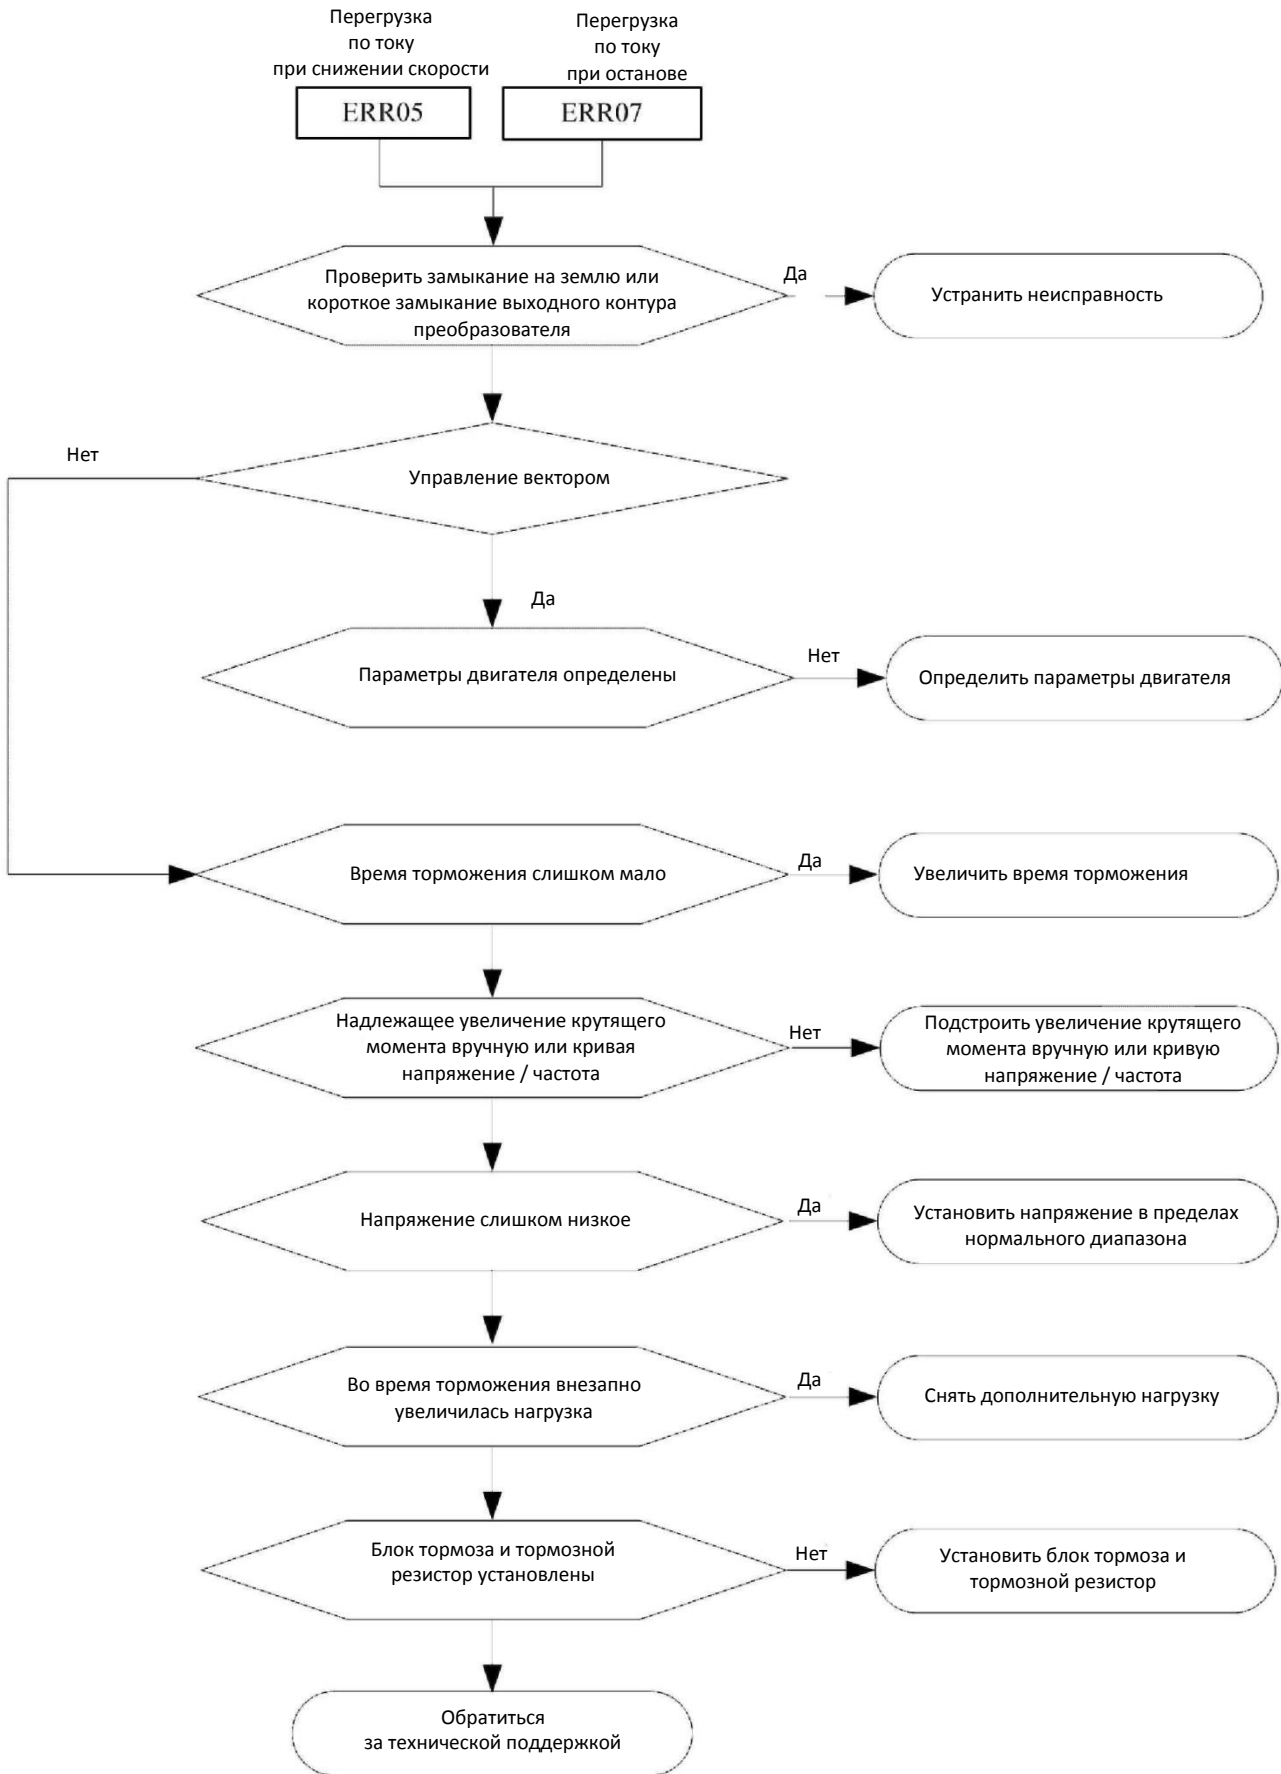 Перегрузка
по току
при снижении скорости
Перегрузка
по току
при останове
ERR05
ERR07
Проверить замыкание на землю или
короткое замыкание выходного контура
преобразователя
Да
Устранить неисправность
Нет
Управление вектором
Да
Параметры двигателя определены
Нет
Определить параметры двигателя
Время торможения слишком мало
Да
Увеличить время торможения
Надлежащее увеличение крутящего
момента вручную или кривая
напряжение / частота
Нет
Подстроить увеличение крутящего
момента вручную или кривую
напряжение / частота
Напряжение слишком низкое
Да
Установить напряжение в пределах
нормального диапазона
Во время торможения внезапно
увеличилась нагрузка
Да
Снять дополнительную нагрузку
Блок тормоза и тормозной
резистор установлены
Нет
Установить блок тормоза и
тормозной резистор
Обратиться
за технической поддержкой